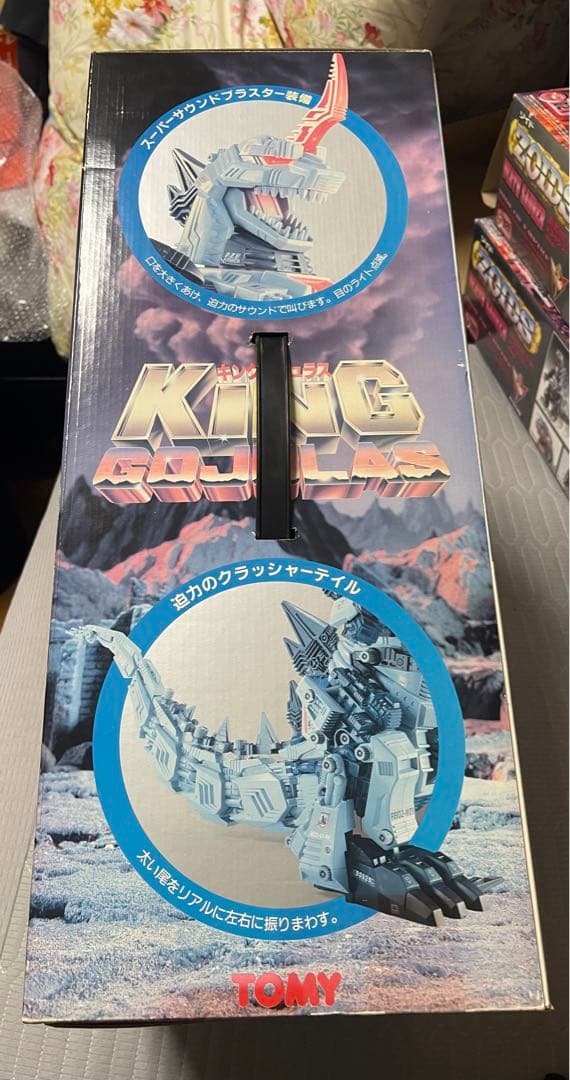 スーパーサウンドブラスター装備
口を大きくあけ、迫力のサウンドで叫びます。目のライト点滅。
キング ュラス
KING
GOJ LAS
迫力のクラッシャーテイル
太い尾をリアルに左右に振りまわす。
TOMY
ZOIDS
ZOIDS